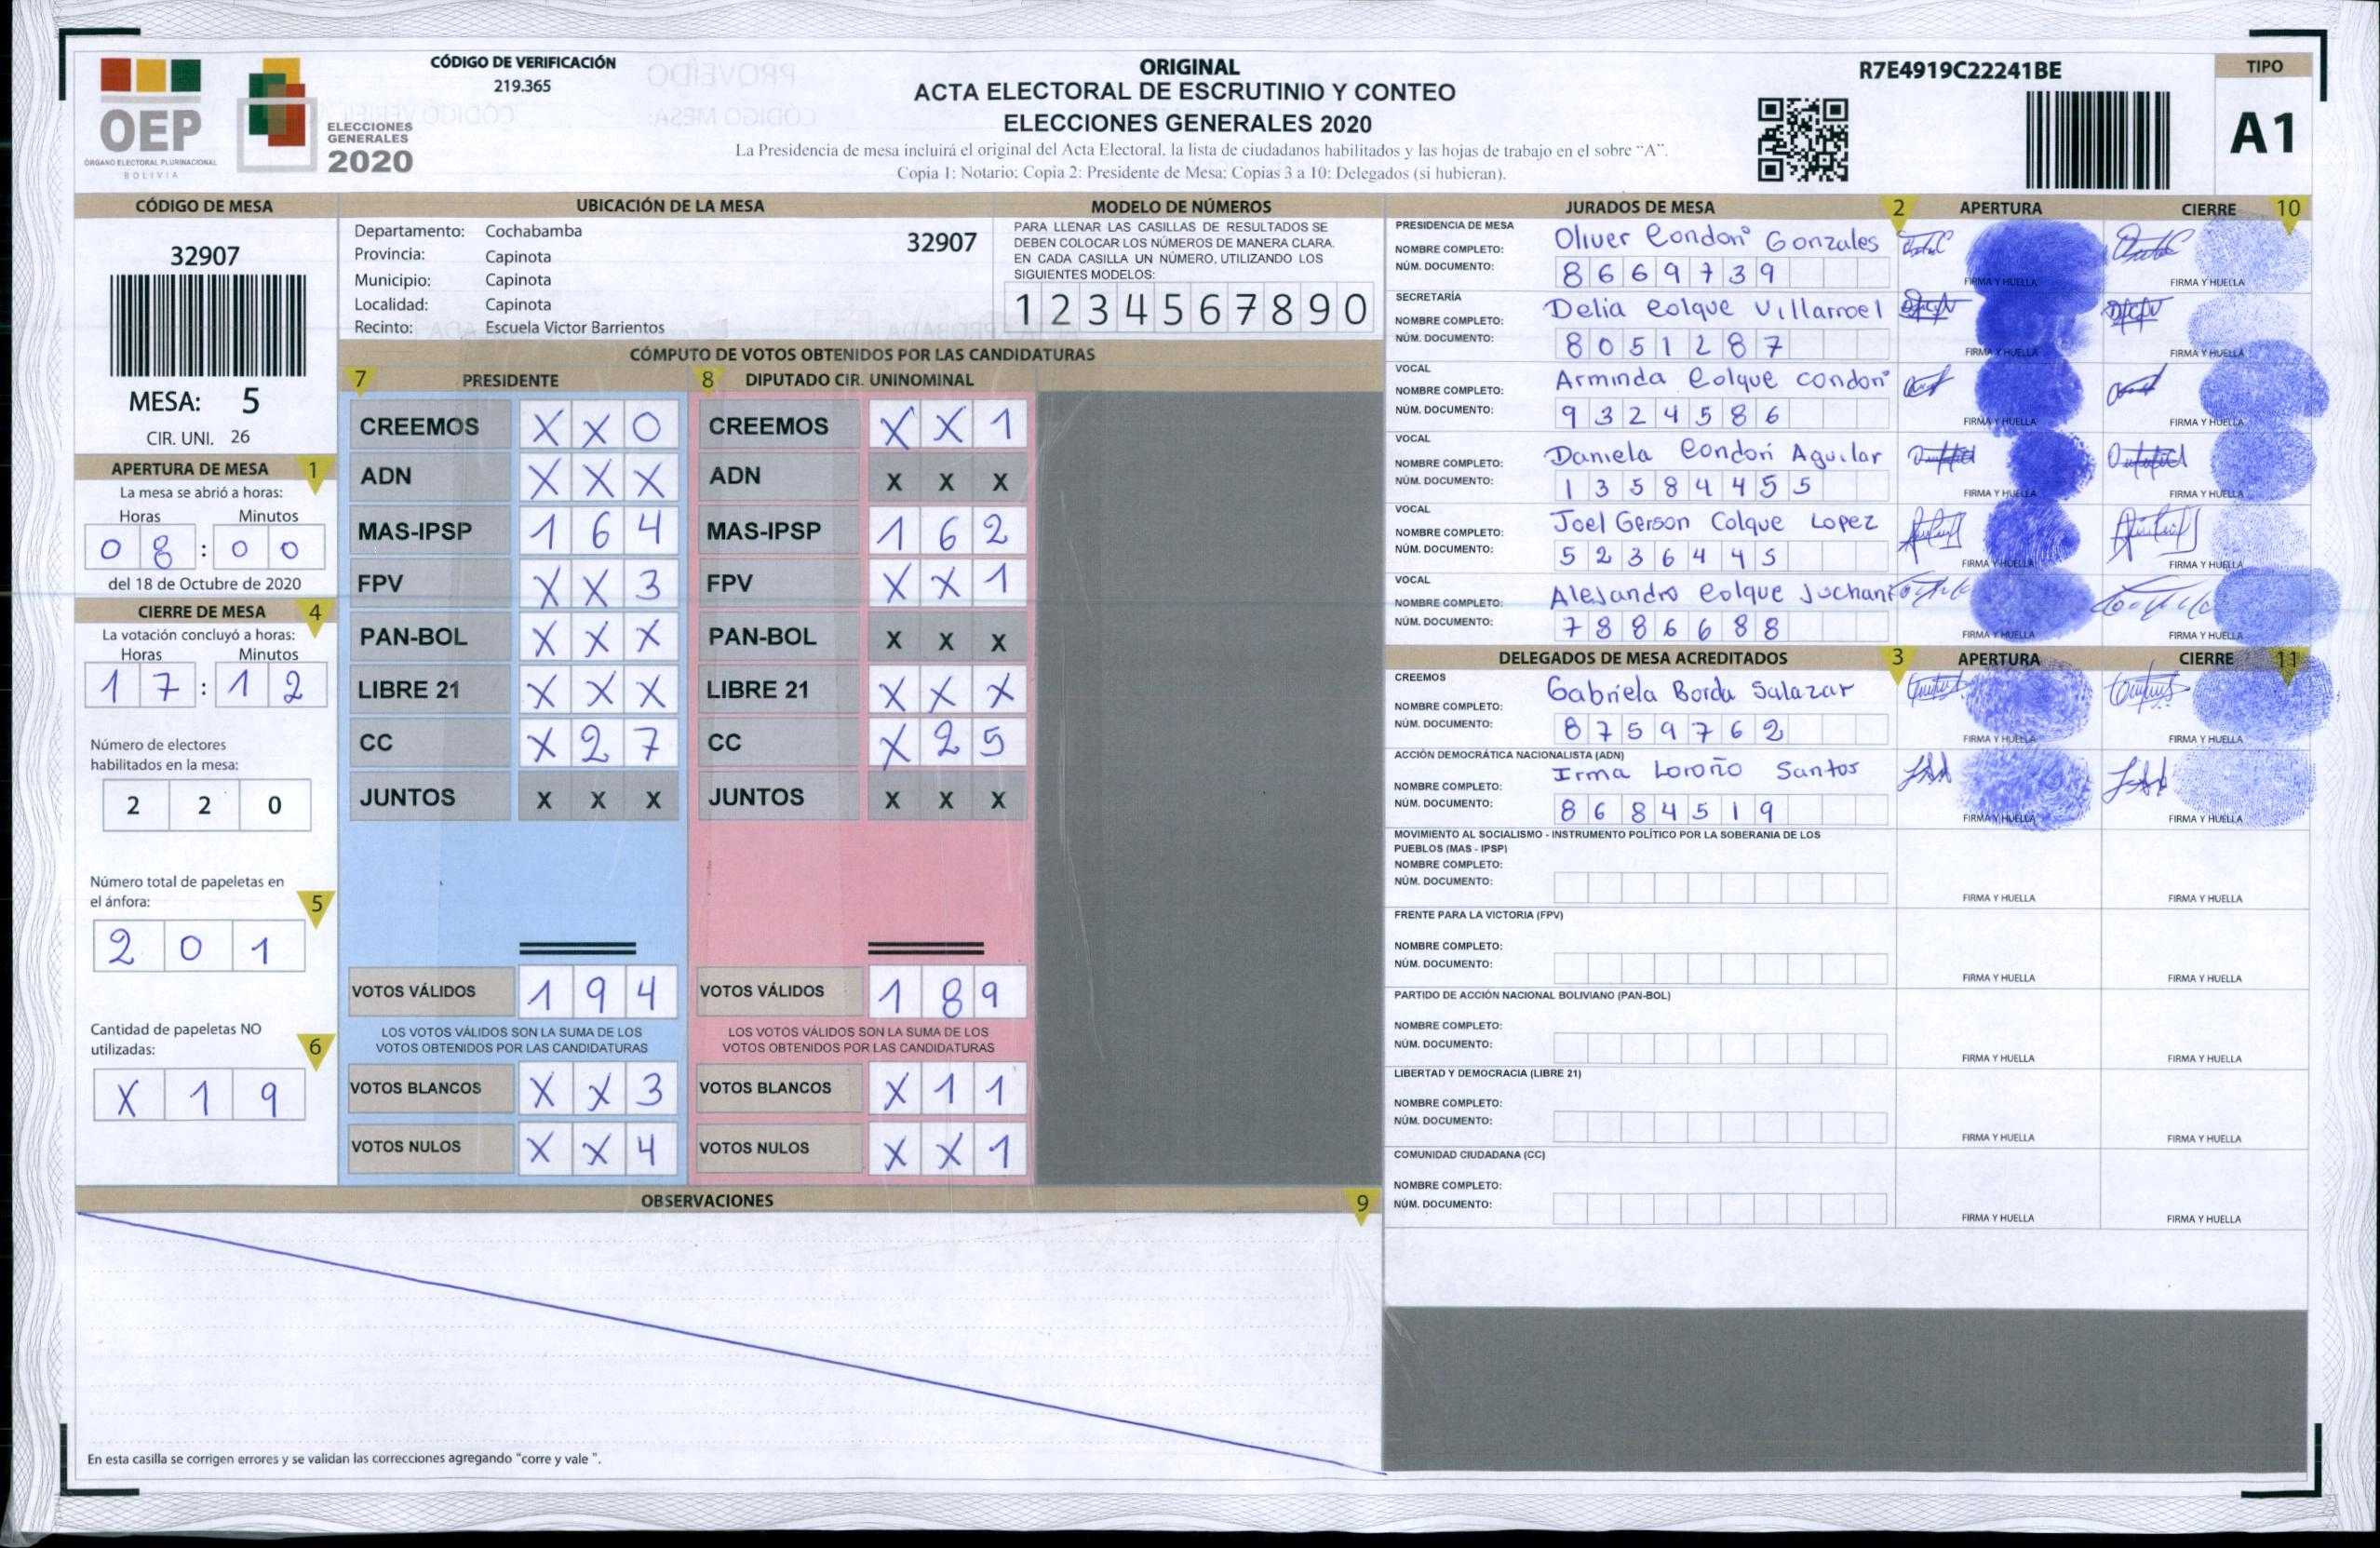 CÓDIGO DE VERIFICACIÓN
219.365
OEP
ÓRGANO ELECTORAL PLURINACIONAL
BOLIVIA
ELECCIONES
GENERALES
2020
ORIGINAL
ACTA ELECTORAL DE ESCRUTINIO Y CONTEO
ELECCIONES GENERALES 2020
La Presidencia de mesa incluirá el original del Acta Electoral, la lista de ciudadanos habilitados y las hojas de trabajo en el sobre "A".
Copia 1: Notario; Copia 2: Presidente de Mesa; Copias 3 a 10: Delegados (si hubieran).
R7E4919C22241BE
TIPO
A1
CÓDIGO DE MESA
32907
MESA: 5
CIR. UNI. 26
APERTURA DE MESA 1
La mesa se abrió a horas:
Horas Minutos
0 8 : 0 0
del 18 de Octubre de 2020
CIERRE DE MESA 4
La votación concluyó a horas:
Horas Minutos
1 7 : 1 2
Número de electores
habilitados en la mesa:
2 2 0
Número total de papeletas en
el ánfora: 5
2 0 1
Cantidad de papeletas NO
utilizadas: 6
X 1 9
UBICACIÓN DE LA MESA
Departamento: Cochabamba
32907
Provincia: Capinota
Municipio: Capinota
Localidad: Capinota
Recinto: Escuela Victor Barrientos
MODELO DE NÚMEROS
PARA LLENAR LAS CASILLAS DE RESULTADOS SE
DEBEN COLOCAR LOS NÚMEROS DE MANERA CLARA.
EN CADA CASILLA UN NÚMERO, UTILIZANDO LOS
SIGUIENTES MODELOS:
1 2 3 4 5 6 7 8 9 0
CÓMPUTO DE VOTOS OBTENIDOS POR LAS CANDIDATURAS
7 PRESIDENTE 8 DIPUTADO CIR. UNINOMINAL
CREEMOS X X 0 CREEMOS X X 1
ADN X X X ADN X X X
MAS-IPSP 1 6 4 MAS-IPSP 1 6 2
FPV X X 3 FPV X X 1
PAN-BOL X X X PAN-BOL X X X
LIBRE 21 X X X LIBRE 21 X X X
CC X 2 7 CC X 2 5
JUNTOS X X X JUNTOS X X X
VOTOS VÁLIDOS 1 9 4 VOTOS VÁLIDOS 1 8 9
LOS VOTOS VÁLIDOS SON LA SUMA DE LOS LOS VOTOS VÁLIDOS SON LA SUMA DE LOS
VOTOS OBTENIDOS POR LAS CANDIDATURAS VOTOS OBTENIDOS POR LAS CANDIDATURAS
VOTOS BLANCOS X X 3 VOTOS BLANCOS X 1 1
VOTOS NULOS X X 4 VOTOS NULOS X X 1
OBSERVACIONES 9
En esta casilla se corrigen errores y se validan las correcciones agregando "corre y vale ".
JURADOS DE MESA 2 APERTURA CIERRE 10
PRESIDENCIA DE MESA
NOMBRE COMPLETO: Oliver Condori Gonzales
NÚM. DOCUMENTO: 8669739
FIRMA Y HUELLA FIRMA Y HUELLA
SECRETARÍA
NOMBRE COMPLETO: Delia Colque Villarroel
NÚM. DOCUMENTO: 8051287
FIRMA Y HUELLA FIRMA Y HUELLA
VOCAL
NOMBRE COMPLETO: Arminda Colque Condori
NÚM. DOCUMENTO: 9324586
FIRMA Y HUELLA FIRMA Y HUELLA
VOCAL
NOMBRE COMPLETO: Daniela Condori Aguilar
NÚM. DOCUMENTO: 13584455
FIRMA Y HUELLA FIRMA Y HUELLA
VOCAL
NOMBRE COMPLETO: Joel Gerson Colque Lopez
NÚM. DOCUMENTO: 5236445
FIRMA Y HUELLA FIRMA Y HUELLA
VOCAL
NOMBRE COMPLETO: Alejandro Colque Juchani
NÚM. DOCUMENTO: 7886688
FIRMA Y HUELLA FIRMA Y HUELLA
DELEGADOS DE MESA ACREDITADOS 3 APERTURA CIERRE 11
CREEMOS
NOMBRE COMPLETO: Gabriela Borda Salazar
NÚM. DOCUMENTO: 8759762
FIRMA Y HUELLA FIRMA Y HUELLA
ACCIÓN DEMOCRÁTICA NACIONALISTA (ADN)
NOMBRE COMPLETO: Irma Loroño Santos
NÚM. DOCUMENTO: 8684519
FIRMA Y HUELLA FIRMA Y HUELLA
MOVIMIENTO AL SOCIALISMO - INSTRUMENTO POLÍTICO POR LA SOBERANIA DE LOS
PUEBLOS (MAS - IPSP)
NOMBRE COMPLETO:
NÚM. DOCUMENTO:
FIRMA Y HUELLA FIRMA Y HUELLA
FRENTE PARA LA VICTORIA (FPV)
NOMBRE COMPLETO:
NÚM. DOCUMENTO:
FIRMA Y HUELLA FIRMA Y HUELLA
PARTIDO DE ACCIÓN NACIONAL BOLIVIANO (PAN-BOL)
NOMBRE COMPLETO:
NÚM. DOCUMENTO:
FIRMA Y HUELLA FIRMA Y HUELLA
LIBERTAD Y DEMOCRACIA (LIBRE 21)
NOMBRE COMPLETO:
NÚM. DOCUMENTO:
FIRMA Y HUELLA FIRMA Y HUELLA
COMUNIDAD CIUDADANA (CC)
NOMBRE COMPLETO:
NÚM. DOCUMENTO:
FIRMA Y HUELLA FIRMA Y HUELLA